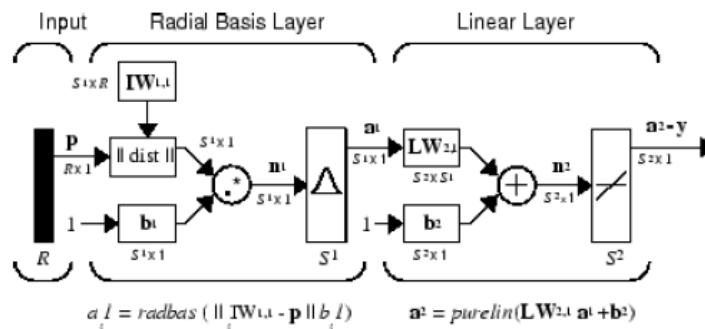 Input Radial Basis Layer Linear Layer
S¹xR IW1,1
p
Rx1
|| dist ||
S¹x1
1
b1
S¹x1
.*
n1
S¹x1
a1
S¹x1
LW2,1
S²xS¹
1
b2
S²x1
+
n2
S²x1
a2-y
S²x1
R S¹ S²
a i 1 = radbas ( || i IW1,1 - p || b i 1)
a2 = purelin(LW2,1 a1 +b2)